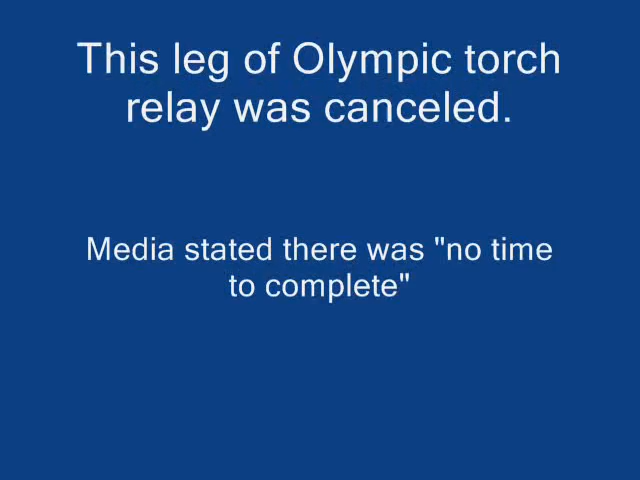 This leg of Olympic torch
relay was canceled.
Media stated there was "no time
to complete"